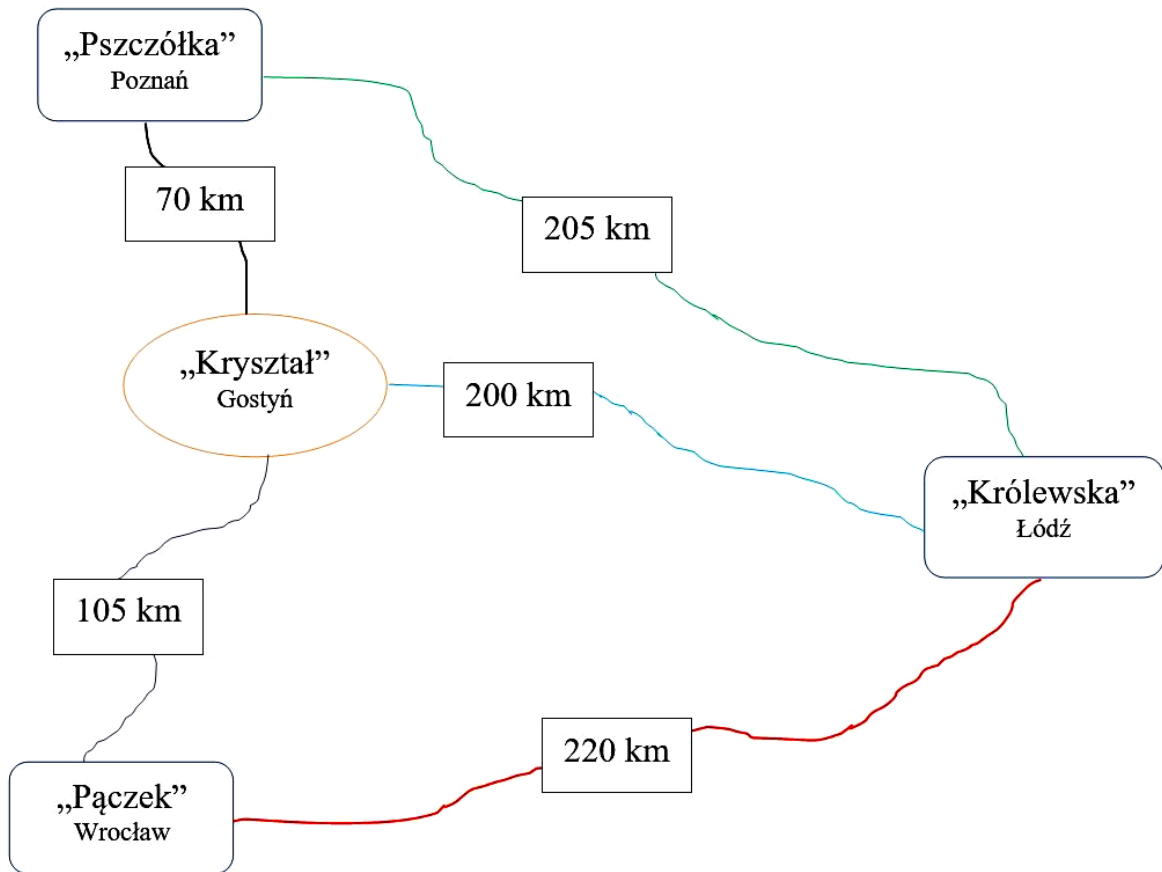 „Pszczółka”
Poznań
70 km
205 km
„Kryształ”
Gostyń
200 km
„Królewska”
Łódź
105 km
220 km
„Pączek”
Wrocław